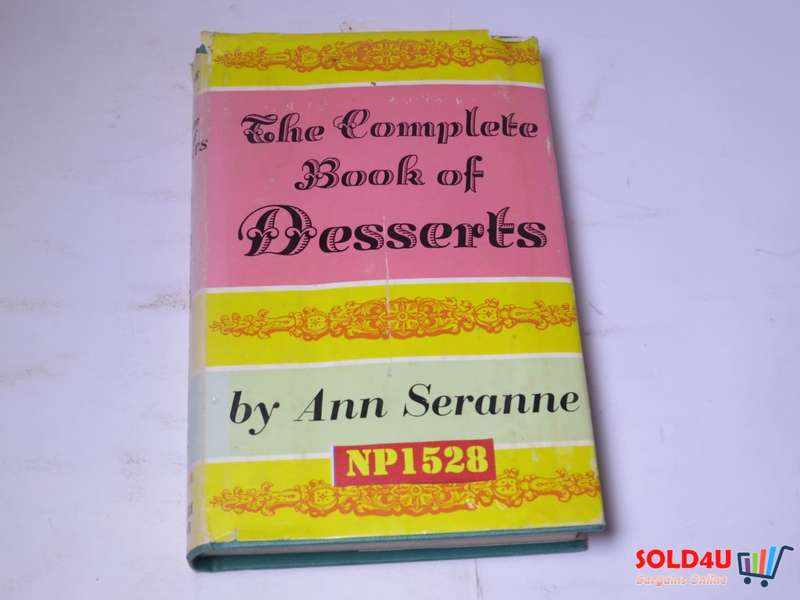 The Complete
Book of
Desserts
by Ann Seranne
NP1528
SOLD4U
Bargains Online